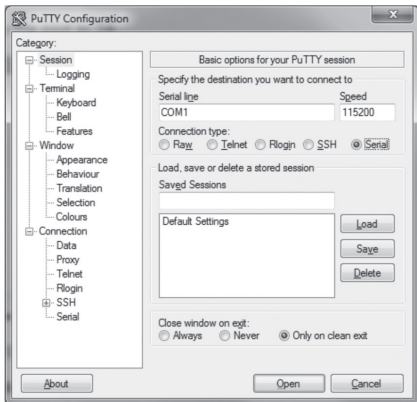 PuTTY Configuration
Category:
Session
Logging
Terminal
Keyboard
Bell
Features
Window
Appearance
Behaviour
Translation
Selection
Colours
Connection
Data
Proxy
Telnet
Rlogin
SSH
Serial
Basic options for your PuTTY session
Specify the destination you want to connect to
Serial line Speed
COM1 115200
Connection type:
Raw Telnet Rlogin SSH Serial
Load, save or delete a stored session
Saved Sessions
Default Settings
Load
Save
Delete
Close window on exit:
Always Never Only on clean exit
About Open Cancel